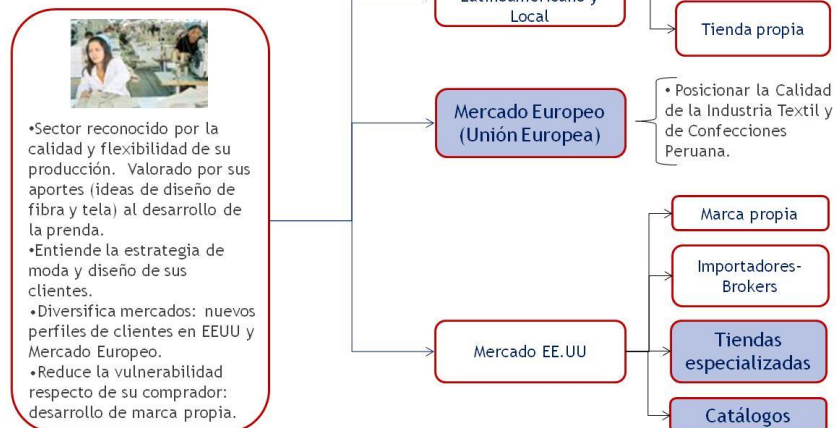 Latinoamericano y
Local
Tienda propia
•Sector reconocido por la
calidad y flexibilidad de su
producción. Valorado por sus
aportes (ideas de diseño de
fibra y tela) al desarrollo de
la prenda.
•Entiende la estrategia de
moda y diseño de sus
clientes.
•Diversifica mercados: nuevos
perfiles de clientes en EEUU y
Mercado Europeo.
•Reduce la vulnerabilidad
respecto de su comprador:
desarrollo de marca propia.
Mercado Europeo
(Unión Europea)
• Posicionar la Calidad
de la Industria Textil y
de Confecciones
Peruana.
Mercado EE.UU
Marca propia
Importadores-
Brokers
Tiendas
especializadas
Catálogos